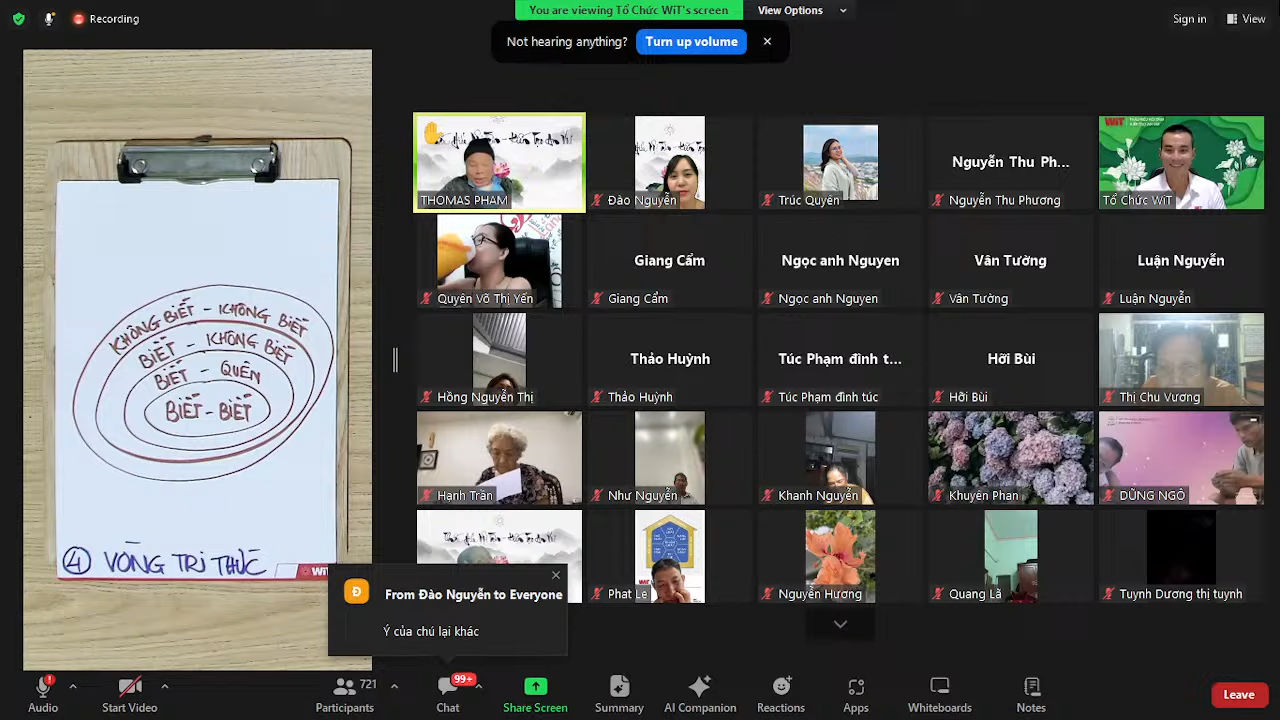 Recording
You are viewing Tổ Chức WiT's screen
View Options
Sign in
View
Not hearing anything?
Turn up volume
KHÔNG BIẾT - KHÔNG BIẾT
BIẾT - KHÔNG BIẾT
BIẾT - QUÊN
BIẾT - BIẾT
④ VÒNG TRI THỨC
WiT
THOMAS PHAM
Đào Nguyễn
Trúc Quyên
Nguyễn Thu Ph...
Nguyễn Thu Phương
WiT
Tổ Chức WiT
Quyên Võ Thị Yến
Giang Cẩm
Giang Cẩm
Ngọc anh Nguyen
Ngọc anh Nguyen
Vân Tường
Vân Tường
Luận Nguyễn
Luận Nguyễn
Hồng Nguyễn Thị
Thảo Huỳnh
Thảo Huỳnh
Túc Phạm đình t...
Túc Phạm đình túc
Hời Bùi
Hời Bùi
Thị Chu Vương
Hạnh Trần
Như Nguyễn
Khanh Nguyễn
Khuyên Phan
DŨNG NGÔ
Phat Le
Nguyễn Hương
Quang Lã
Tuynh Dương thị tuynh
Đ
From Đào Nguyễn to Everyone
Ý của chú lại khác
Audio
Start Video
721
Participants
99+
Chat
Share Screen
Summary
AI Companion
Reactions
Apps
Whiteboards
Notes
Leave